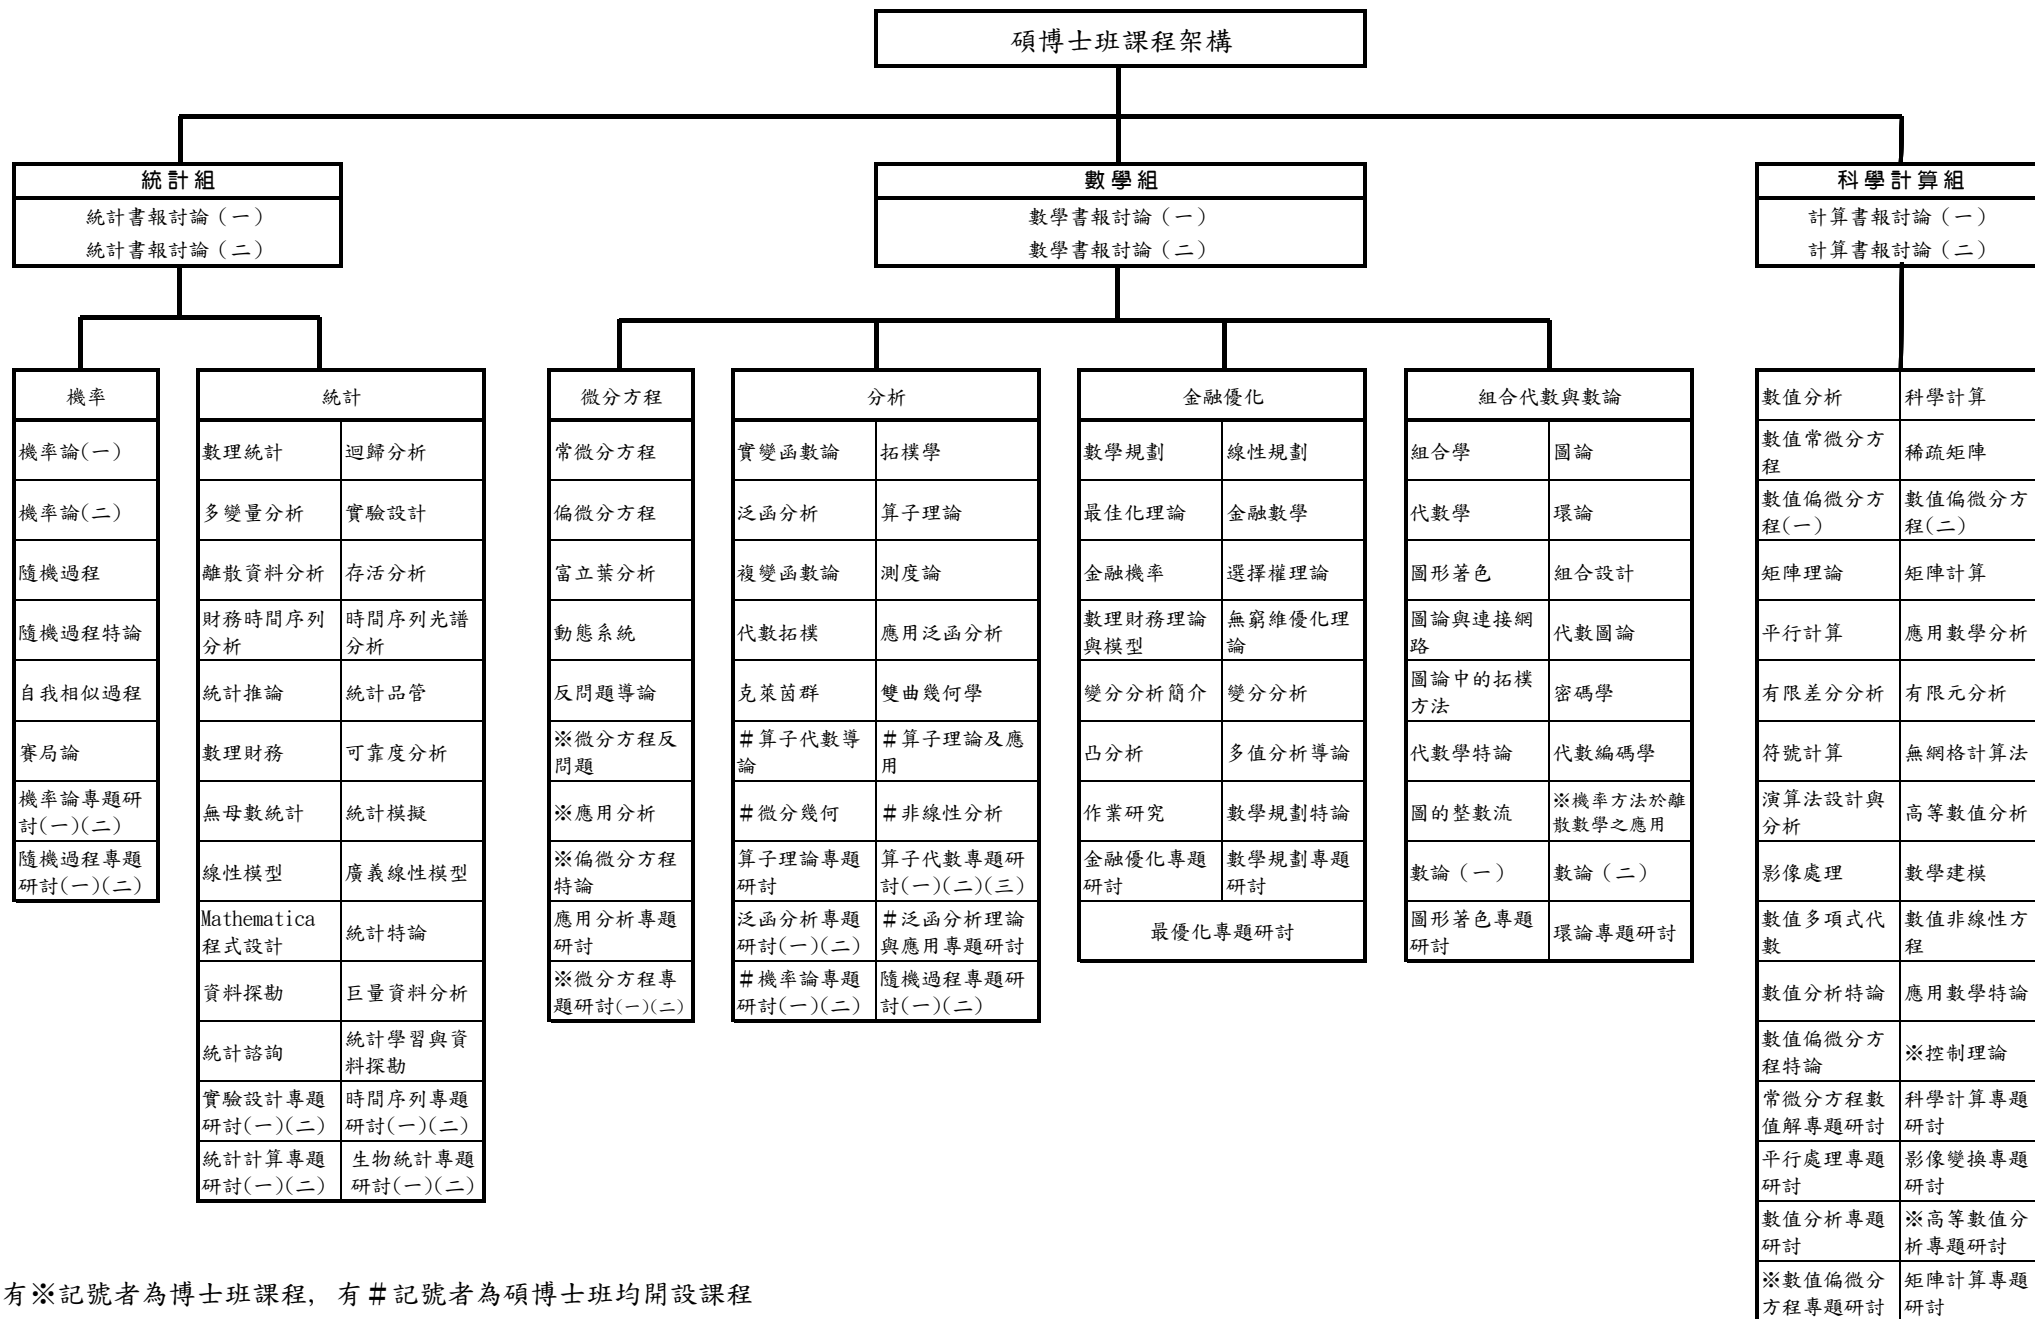 碩博士班課程架構
統計組
統計書報討論（一）
統計書報討論（二）
數學組
數學書報討論（一）
數學書報討論（二）
科學計算組
計算書報討論（一）
計算書報討論（二）
機率
機率論(一)
機率論(二)
隨機過程
隨機過程特論
自我相似過程
賽局論
機率論專題研
討(一)(二)
隨機過程專題
研討(一)(二)
統計
數理統計
迴歸分析
多變量分析
實驗設計
離散資料分析
存活分析
財務時間序列
分析
時間序列光譜
分析
統計推論
統計品管
數理財務
可靠度分析
無母數統計
統計模擬
線性模型
廣義線性模型
Mathematica
程式設計
統計特論
資料探勘
巨量資料分析
統計諮詢
統計學習與資
料探勘
實驗設計專題
研討(一)(二)
時間序列專題
研討(一)(二)
統計計算專題
研討(一)(二)
生物統計專題
研討(一)(二)
微分方程
常微分方程
偏微分方程
富立葉分析
動態系統
反問題導論
※微分方程反
問題
※應用分析
※偏微分方程
特論
應用分析專題
研討
※微分方程專
題研討(一)(二)
分析
實變函數論
拓樸學
泛函分析
算子理論
複變函數論
測度論
代數拓樸
應用泛函分析
克萊茵群
雙曲幾何學
＃算子代數導
論
＃算子理論及應
用
＃微分幾何
＃非線性分析
算子理論專題
研討
算子代數專題研
討(一)(二)(三)
泛函分析專題
研討(一)(二)
＃泛函分析理論
與應用專題研討
＃機率論專題
研討(一)(二)
隨機過程專題研
討(一)(二)
金融優化
數學規劃
線性規劃
最佳化理論
金融數學
金融機率
選擇權理論
數理財務理論
與模型
無窮維優化理
論
變分分析簡介
變分分析
凸分析
多值分析導論
作業研究
數學規劃特論
金融優化專題
研討
數學規劃專題
研討
最優化專題研討
組合代數與數論
組合學
圖論
代數學
環論
圖形著色
組合設計
圖論與連接網
路
代數圖論
圖論中的拓樸
方法
密碼學
代數學特論
代數編碼學
圖的整數流
※機率方法於離
散數學之應用
數論（一）
數論（二）
圖形著色專題
研討
環論專題研討
數值分析
科學計算
數值常微分方
程
稀疏矩陣
數值偏微分方
程(一)
數值偏微分方
程(二)
矩陣理論
矩陣計算
平行計算
應用數學分析
有限差分分析
有限元分析
符號計算
無網格計算法
演算法設計與
分析
高等數值分析
影像處理
數學建模
數值多項式代
數
數值非線性方
程
數值分析特論
應用數學特論
數值偏微分方
程特論
※控制理論
常微分方程數
值解專題研討
科學計算專題
研討
平行處理專題
研討
影像變換專題
研討
數值分析專題
研討
※高等數值分
析專題研討
※數值偏微分
方程專題研討
矩陣計算專題
研討
有※記號者為博士班課程，有＃記號者為碩博士班均開設課程